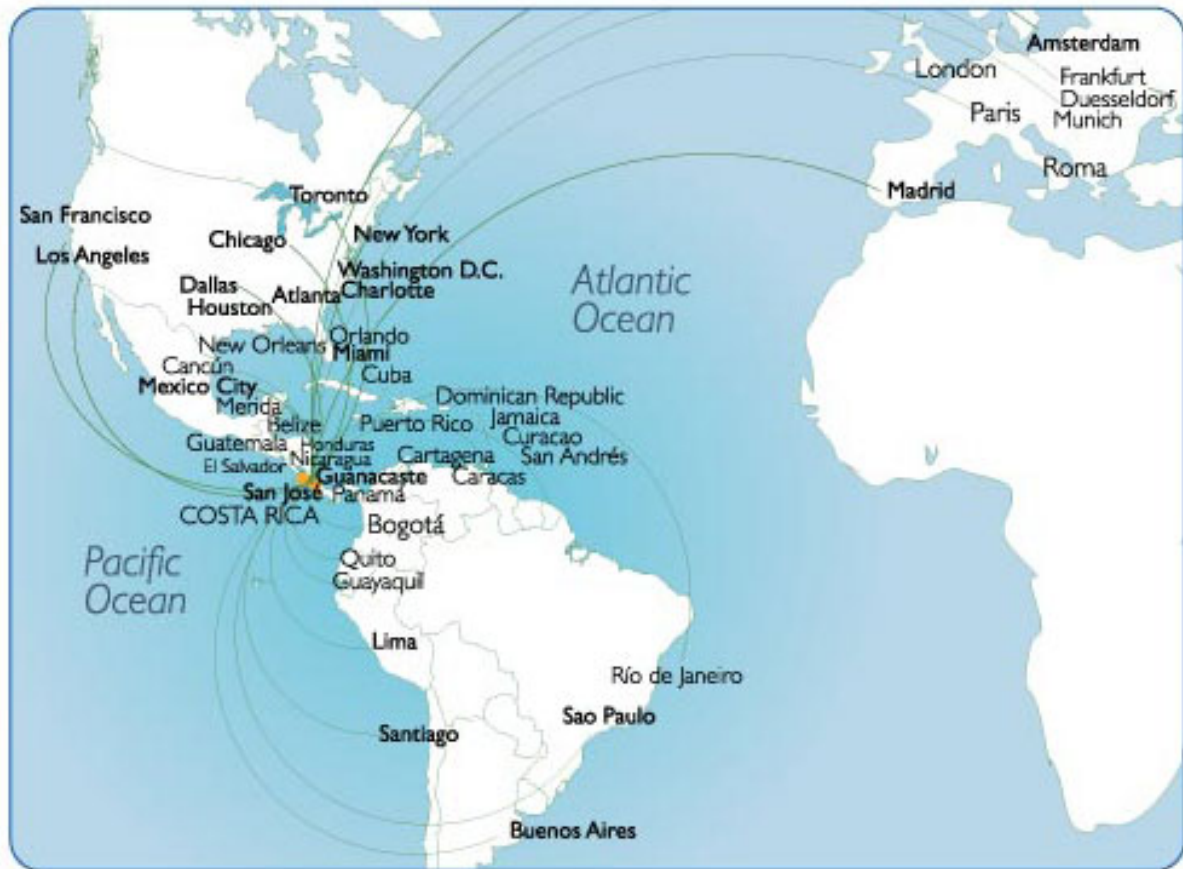 Amsterdam
London
Frankfurt
Duesseldorf
Paris
Munich
Roma
Toronto
Madrid
San Francisco
New York
Chicago
Los Angeles
Washington D.C.
Dallas
Atlanta
Charlotte
Houston
Atlantic
Ocean
New Orleans
Orlando
Miami
Cancún
Cuba
Mexico City
Merida
Dominican Republic
Belize
Puerto Rico
Jamaica
Guatemala
Honduras
Curacao
Nicaragua
Cartagena
San Andrés
El Salvador
Guanacaste
Caracas
San José
Panamá
COSTA RICA
Bogotá
Pacific
Ocean
Quito
Guayaquil
Lima
Río de Janeiro
Sao Paulo
Santiago
Buenos Aires